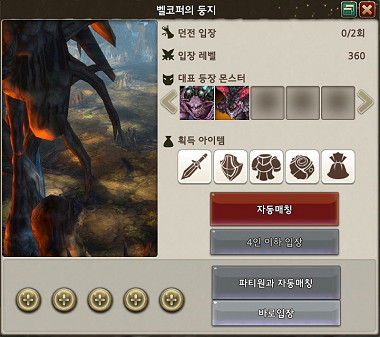 벨코퍼의 둥지
던전 입장 0/2회
입장 레벨 360
대표 등장 몬스터
획득 아이템
자동매칭
4인 이하 입장
파티원과 자동매칭
바로입장